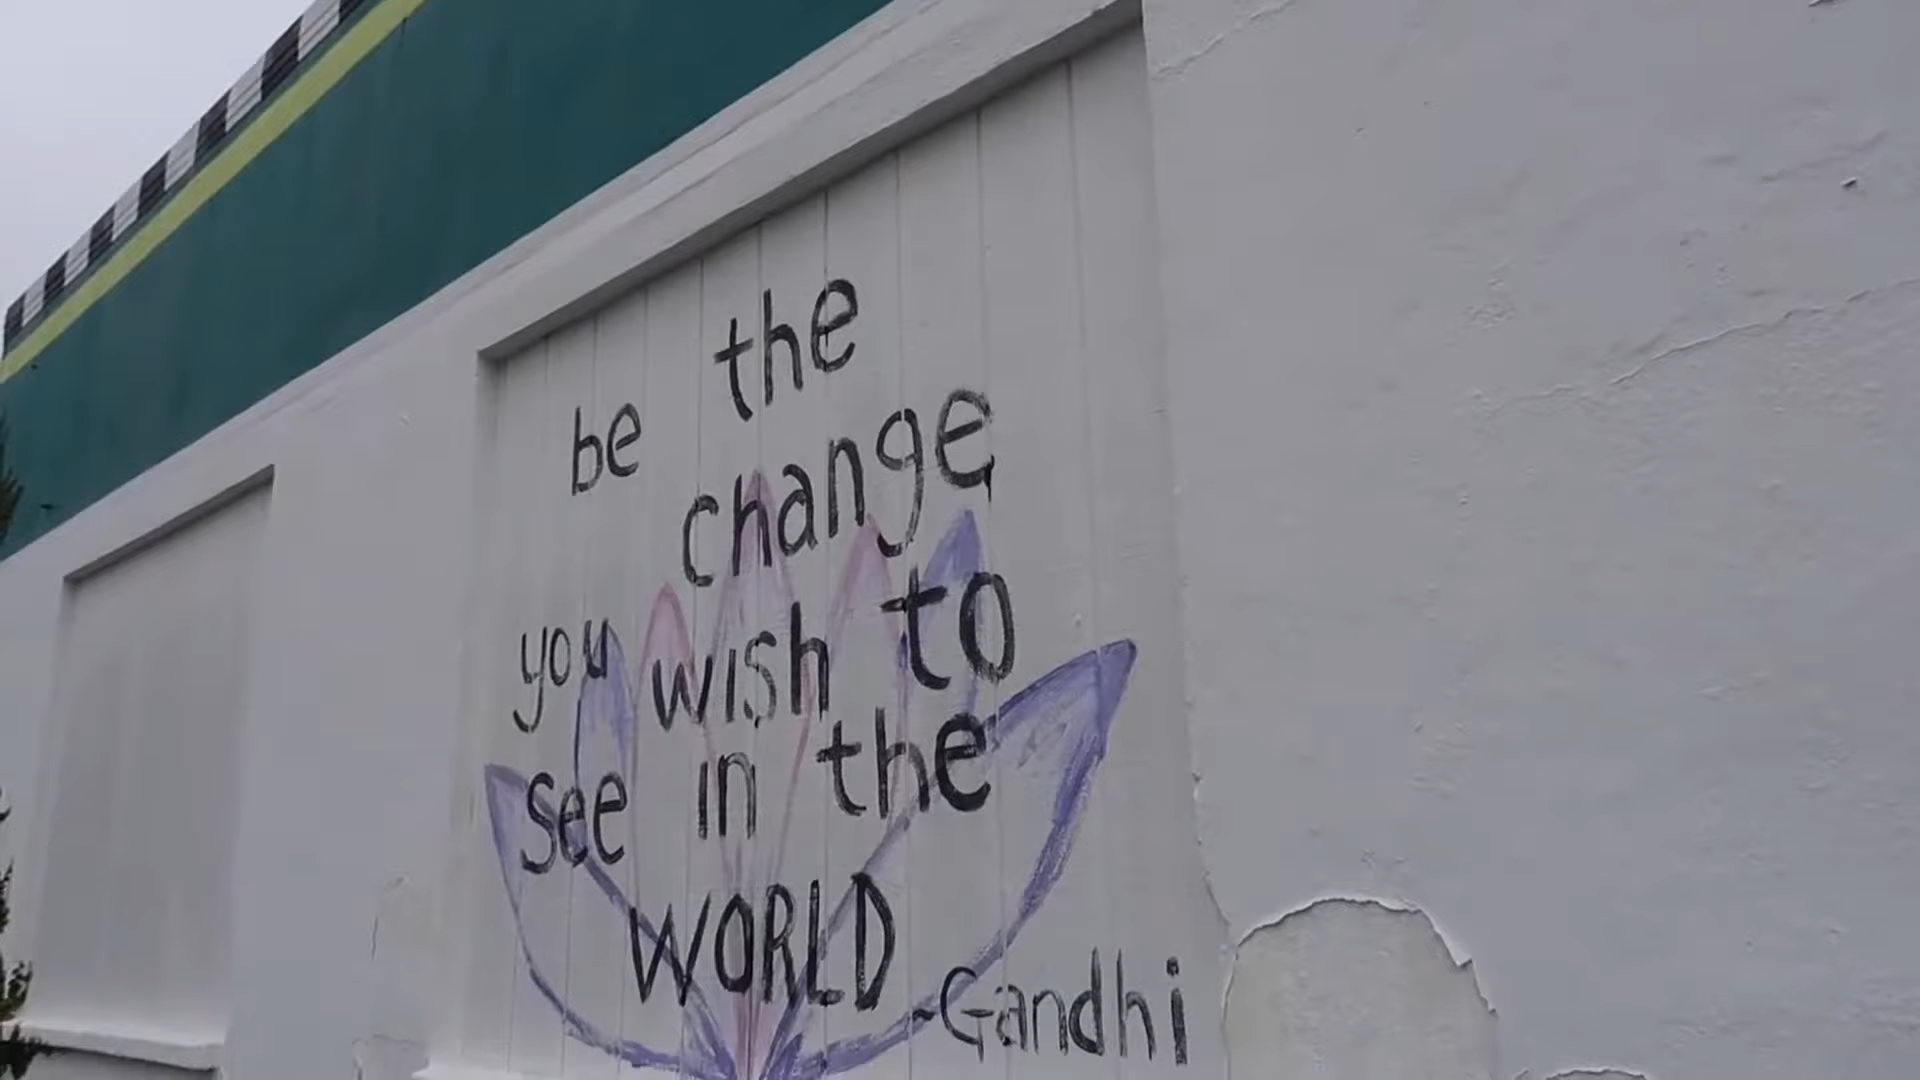 be the
change
you wish to
see in the
WORLD
-Gandhi